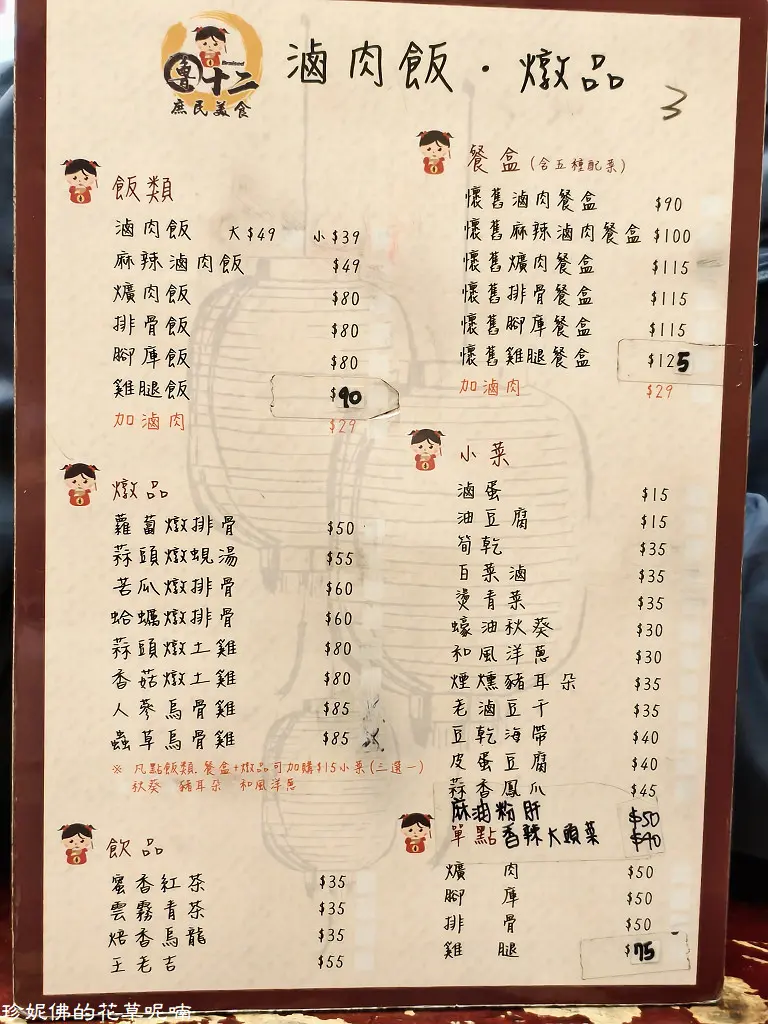 Braised
魯十二
庶民美食
滷肉飯·燉品
3
飯類
滷肉飯 大$49 小$39
麻辣滷肉飯 $49
爌肉飯 $80
排骨飯 $80
腳庫飯 $80
雞腿飯 $90
加滷肉 $29
燉品
蘿蔔燉排骨 $50
蒜頭燉蜆湯 $55
苦瓜燉排骨 $60
蛤蠣燉排骨 $60
蒜頭燉土雞 $80
香菇燉土雞 $80
人蔘烏骨雞 $85
蟲草烏骨雞 $85
※ 凡點飯類.餐盒+燉品可加購$15小菜(三選一)
秋葵 豬耳朵 和風洋蔥
飲品
蜜香紅茶 $35
雲霧青茶 $35
焙香烏龍 $35
王老吉 $55
餐盒(含五種配菜)
懷舊滷肉餐盒 $90
懷舊麻辣滷肉餐盒 $100
懷舊爌肉餐盒 $115
懷舊排骨餐盒 $115
懷舊腳庫餐盒 $115
懷舊雞腿餐盒 $125
加滷肉 $29
小菜
滷蛋 $15
油豆腐 $15
筍乾 $35
白菜滷 $35
燙青菜 $35
蠔油秋葵 $30
和風洋蔥 $30
煙燻豬耳朵 $35
老滷豆干 $35
豆乾海帶 $40
皮蛋豆腐 $40
蒜香鳳爪 $45
麻油粉肝 $50
單點 香辣大頭菜 $40
爌肉 $50
腳庫 $50
排骨 $50
雞腿 $75
珍妮佛的花草呢喃